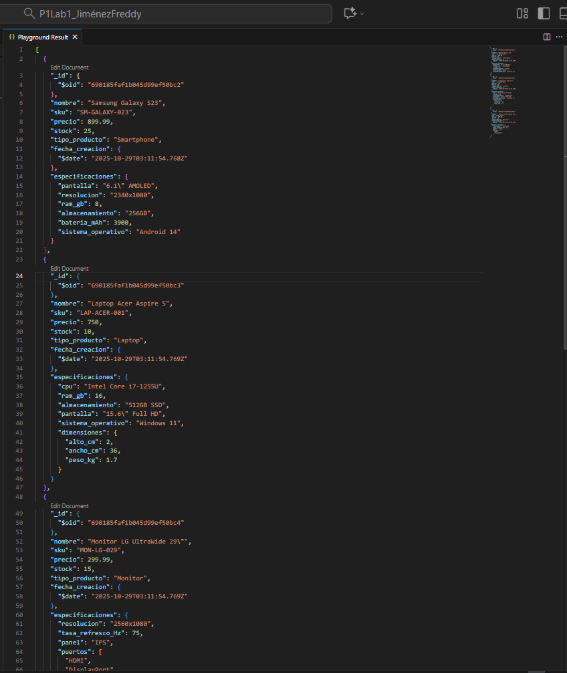 P1Lab1_JiménezFreddy
{} Playground Result ×
1 [
2 {
Edit Document
3 "_id": {
4 "$oid": "690185faf1b045d99ef50bc2"
5 },
6 "nombre": "Samsung Galaxy S23",
7 "sku": "SM-GALAXY-023",
8 "precio": 899.99,
9 "stock": 25,
10 "tipo_producto": "Smartphone",
11 "fecha_creacion": {
12 "$date": "2025-10-29T03:11:54.768Z"
13 },
14 "especificaciones": {
15 "pantalla": "6.1\" AMOLED",
16 "resolucion": "2340x1080",
17 "ram_gb": 8,
18 "almacenamiento": "256GB",
19 "bateria_mAh": 3900,
20 "sistema_operativo": "Android 14"
21 }
22 },
23 {
Edit Document
24 "_id": {
25 "$oid": "690185faf1b045d99ef50bc3"
26 },
27 "nombre": "Laptop Acer Aspire 5",
28 "sku": "LAP-ACER-001",
29 "precio": 750,
30 "stock": 10,
31 "tipo_producto": "Laptop",
32 "fecha_creacion": {
33 "$date": "2025-10-29T03:11:54.769Z"
34 },
35 "especificaciones": {
36 "cpu": "Intel Core i7-1255U",
37 "ram_gb": 16,
38 "almacenamiento": "512GB SSD",
39 "pantalla": "15.6\" Full HD",
40 "sistema_operativo": "Windows 11",
41 "dimensiones": {
42 "alto_cm": 2,
43 "ancho_cm": 36,
44 "peso_kg": 1.7
45 }
46 }
47 },
48 {
Edit Document
49 "_id": {
50 "$oid": "690185faf1b045d99ef50bc4"
51 },
52 "nombre": "Monitor LG UltraWide 29\"",
53 "sku": "MON-LG-029",
54 "precio": 299.99,
55 "stock": 15,
56 "tipo_producto": "Monitor",
57 "fecha_creacion": {
58 "$date": "2025-10-29T03:11:54.769Z"
59 },
60 "especificaciones": {
61 "resolucion": "2560x1080",
62 "tasa_refresco_Hz": 75,
63 "panel": "IPS",
64 "puertos": [
65 "HDMI",
66 "DisplayPort"